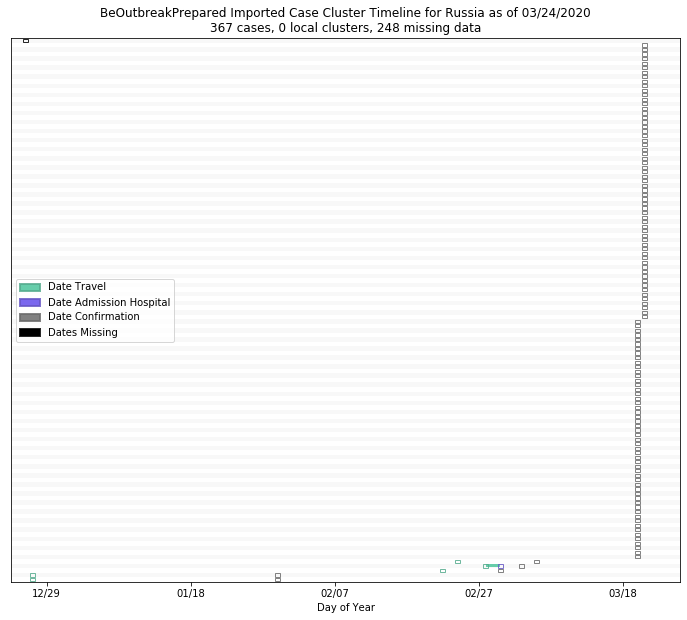 BeOutbreakPrepared Imported Case Cluster Timeline for Russia as of 03/24/2020
367 cases, 0 local clusters, 248 missing data
Date Travel
Date Admission Hospital
Date Confirmation
Dates Missing
12/29 01/18 02/07 02/27 03/18
Day of Year